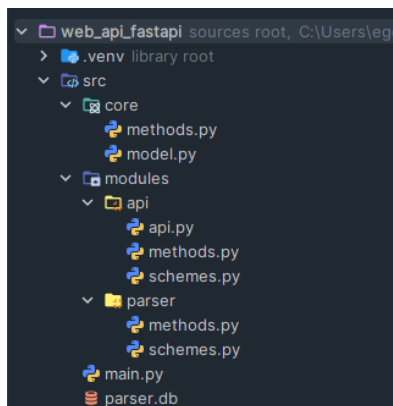 web_api_fastapi sources root, C:\Users\eg
.venv library root
src
core
methods.py
model.py
modules
api
api.py
methods.py
schemes.py
parser
methods.py
schemes.py
main.py
parser.db